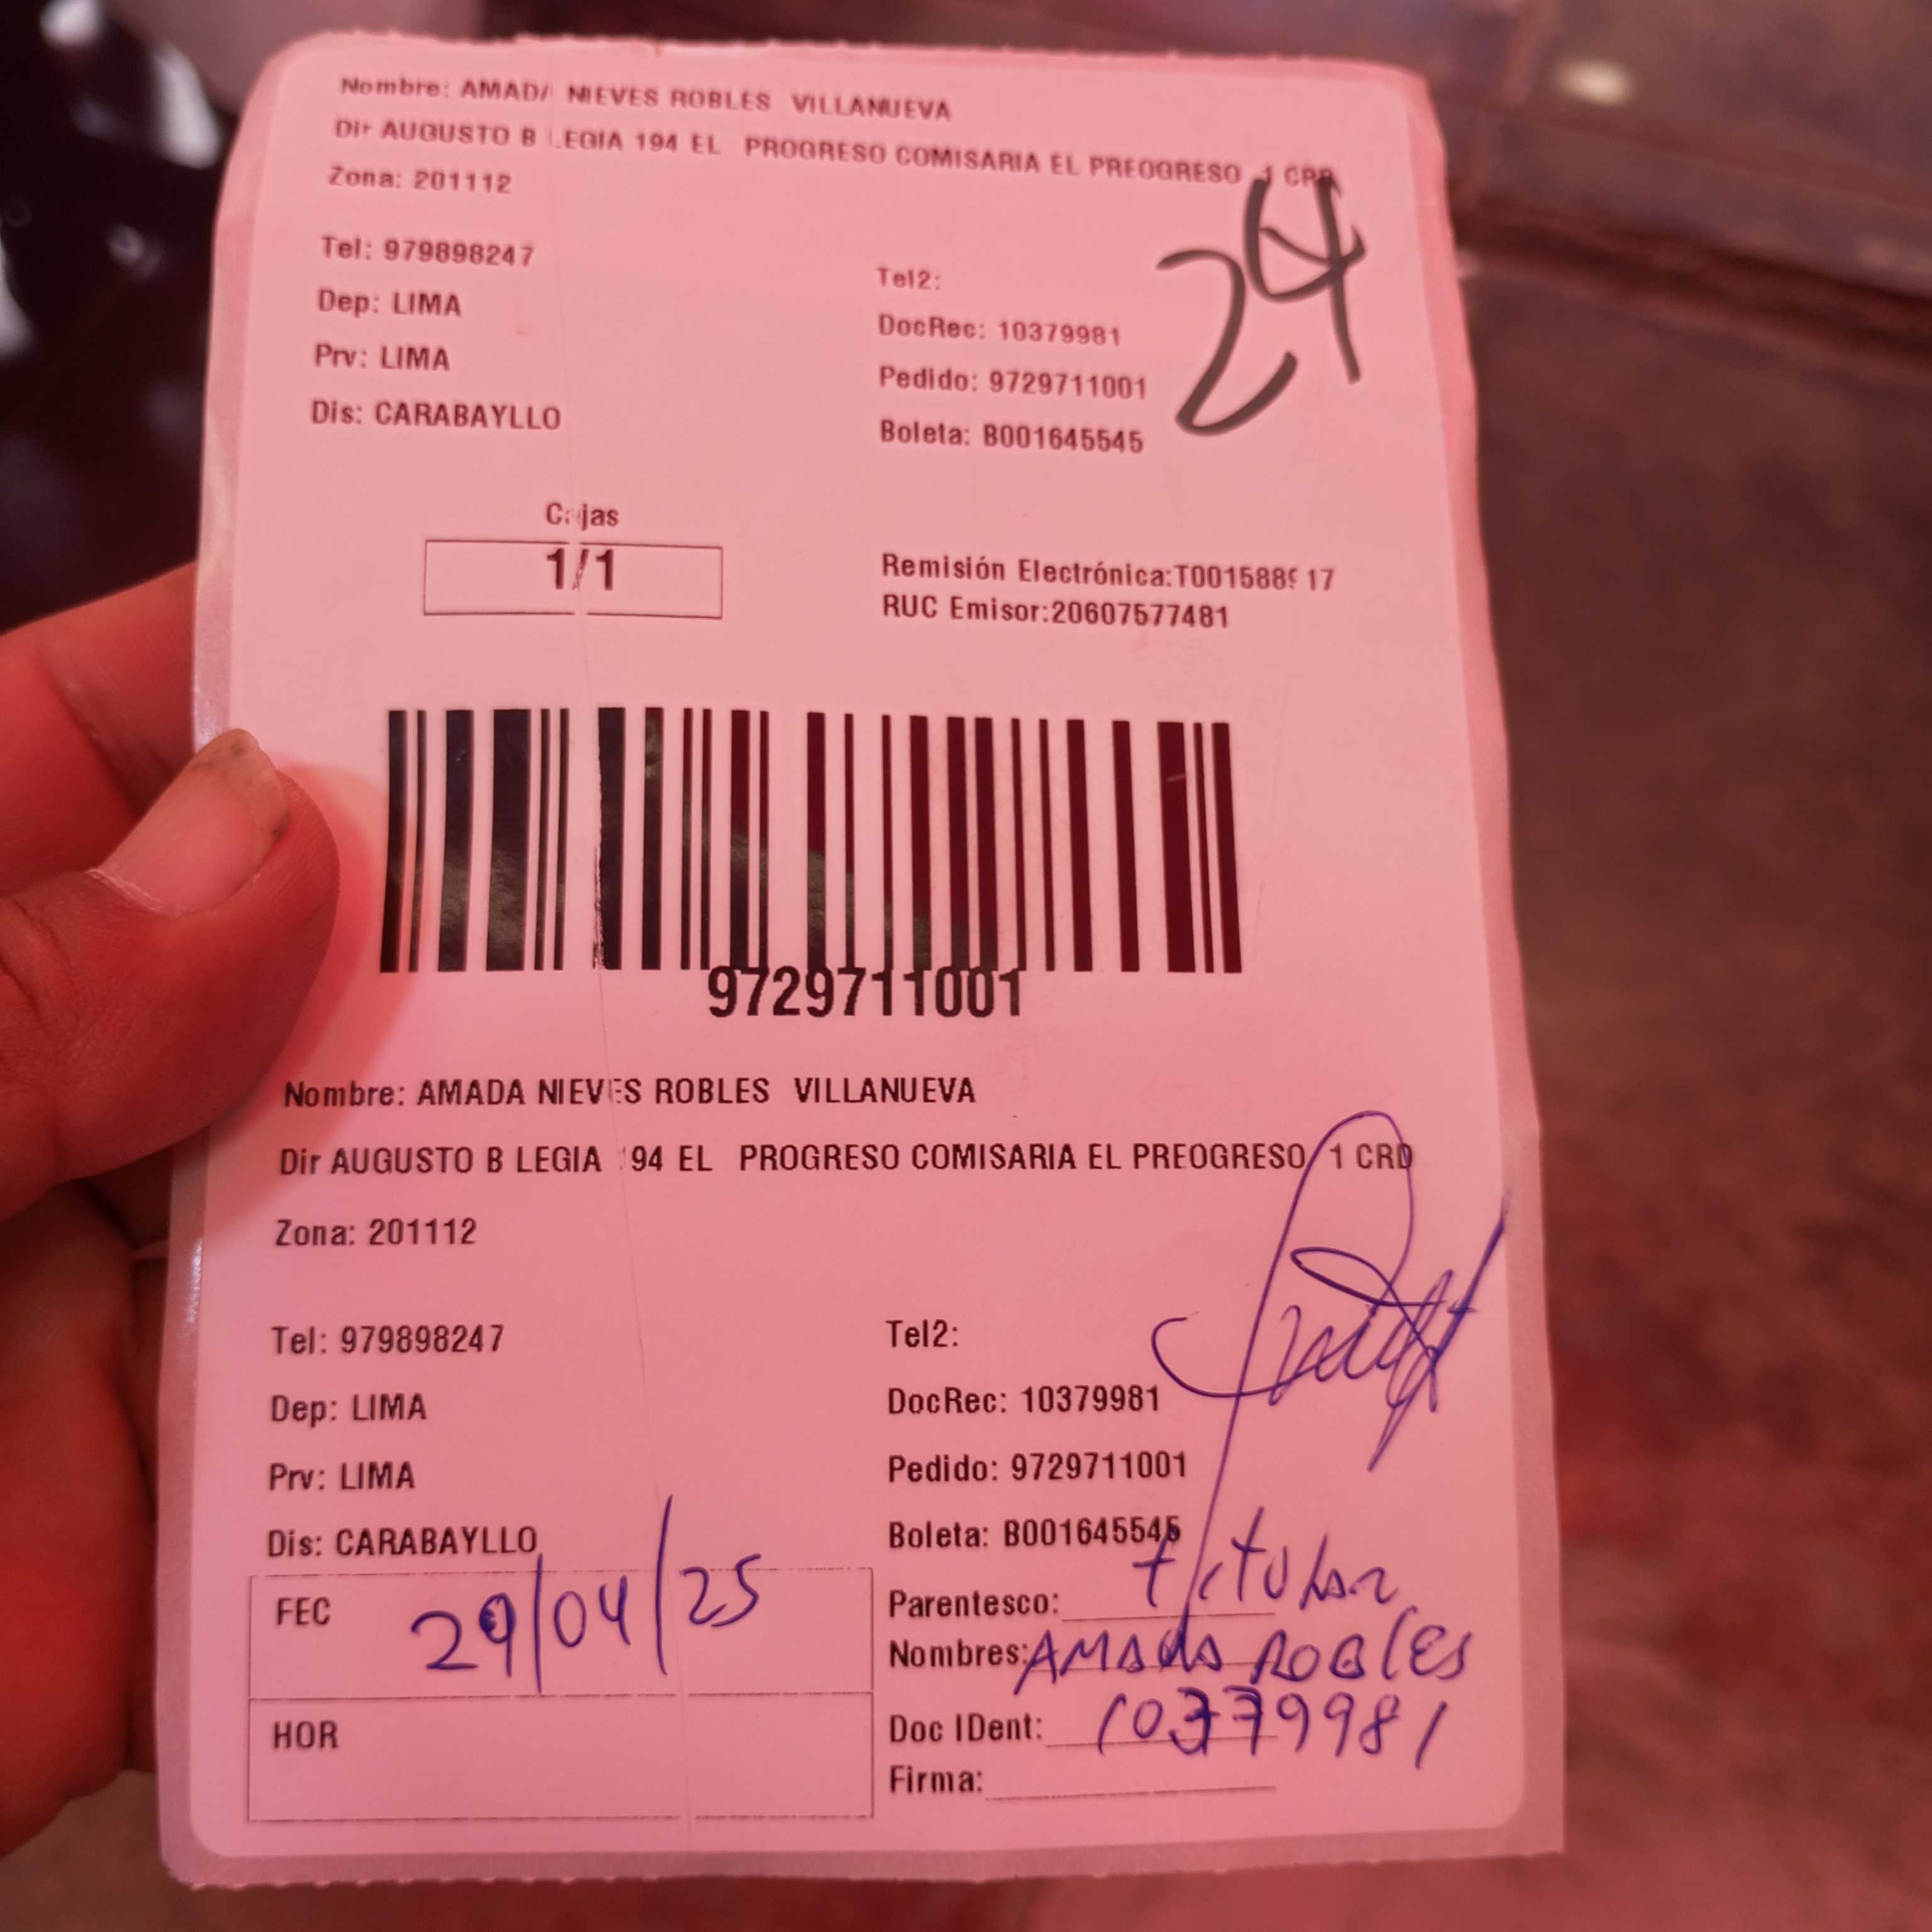 Nombre: AMADA NIEVES ROBLES VILLANUEVA
Dir AUGUSTO B LEGIA 194 EL PROGRESO COMISARIA EL PREOGRESO 1 CRD
Zona: 201112
24
Tel: 979898247
Tel2:
Dep: LIMA
DocRec: 10379981
Prv: LIMA
Pedido: 9729711001
Dis: CARABAYLLO
Boleta: B001645545
Cajas
1/1
Remisión Electrónica:T001588917
RUC Emisor:20607577481
9729711001
Nombre: AMADA NIEVES ROBLES VILLANUEVA
Dir AUGUSTO B LEGIA 194 EL PROGRESO COMISARIA EL PREOGRESO 1 CRD
Zona: 201112
Tel: 979898247
Tel2:
Dep: LIMA
DocRec: 10379981
Prv: LIMA
Pedido: 9729711001
Dis: CARABAYLLO
Boleta: B001645545
FEC 29/04/25
Parentesco: titular
Nombres: AMADA ROBLES
HOR
Doc IDent: 10379981
Firma: